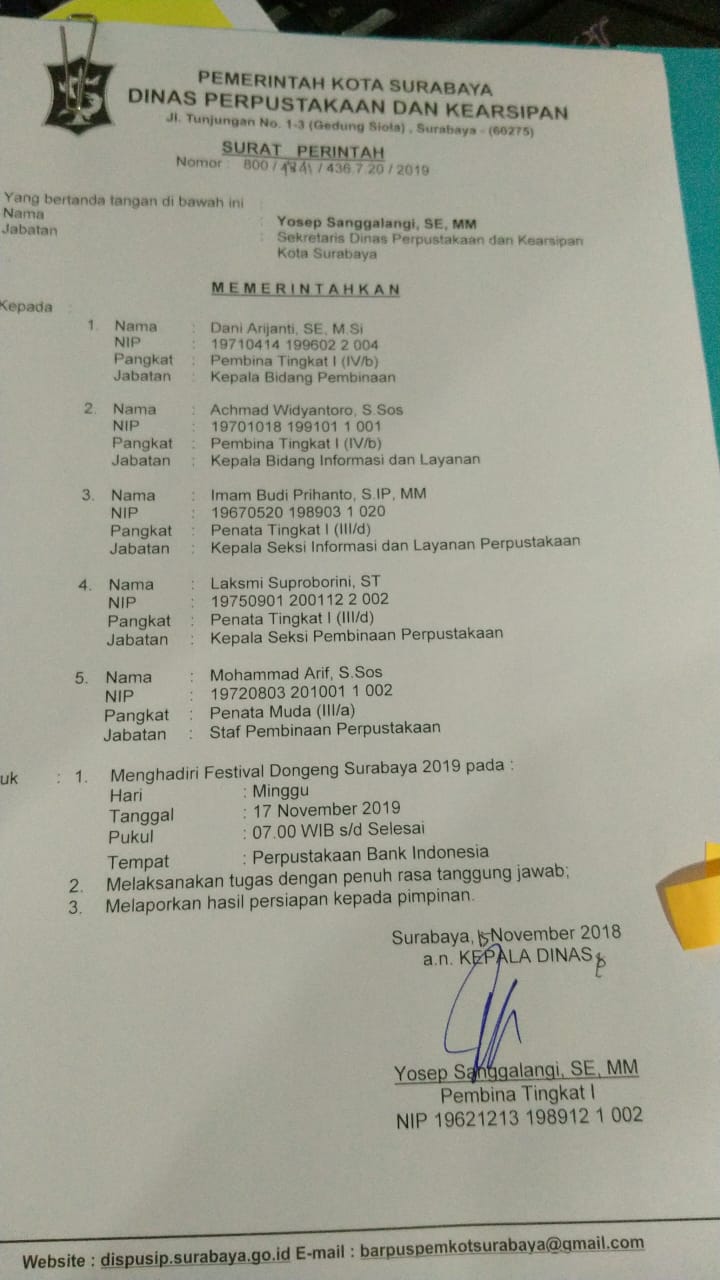 PEMERINTAH KOTA SURABAYA
DINAS PERPUSTAKAAN DAN KEARSIPAN
Jl. Tunjungan No. 1-3 (Gedung Siola) , Surabaya - (60275)
SURAT PERINTAH
Nomor : 800 / / 436.7.20 / 2019
Yang bertanda tangan di bawah ini :
Nama : Yosep Sanggalangi, SE, MM
Jabatan : Sekretaris Dinas Perpustakaan dan Kearsipan
Kota Surabaya
MEMERINTAHKAN
Kepada :
1. Nama : Dani Arijanti, SE, M.Si
NIP : 19710414 199602 2 004
Pangkat : Pembina Tingkat I (IV/b)
Jabatan : Kepala Bidang Pembinaan
2. Nama : Achmad Widyantoro, S.Sos
NIP : 19701018 199101 1 001
Pangkat : Pembina Tingkat I (IV/b)
Jabatan : Kepala Bidang Informasi dan Layanan
3. Nama : Imam Budi Prihanto, S.IP, MM
NIP : 19670520 198903 1 020
Pangkat : Penata Tingkat I (III/d)
Jabatan : Kepala Seksi Informasi dan Layanan Perpustakaan
4. Nama : Laksmi Suproborini, ST
NIP : 19750901 200112 2 002
Pangkat : Penata Tingkat I (III/d)
Jabatan : Kepala Seksi Pembinaan Perpustakaan
5. Nama : Mohammad Arif, S.Sos
NIP : 19720803 201001 1 002
Pangkat : Penata Muda (III/a)
Jabatan : Staf Pembinaan Perpustakaan
uk : 1. Menghadiri Festival Dongeng Surabaya 2019 pada :
Hari : Minggu
Tanggal : 17 November 2019
Pukul : 07.00 WIB s/d Selesai
Tempat : Perpustakaan Bank Indonesia
2. Melaksanakan tugas dengan penuh rasa tanggung jawab;
3. Melaporkan hasil persiapan kepada pimpinan.
Surabaya, 15 November 2018
a.n. KEPALA DINAS
Yosep Sanggalangi, SE, MM
Pembina Tingkat I
NIP 19621213 198912 1 002
Website : dispusip.surabaya.go.id E-mail : barpuspemkotsurabaya@gmail.com